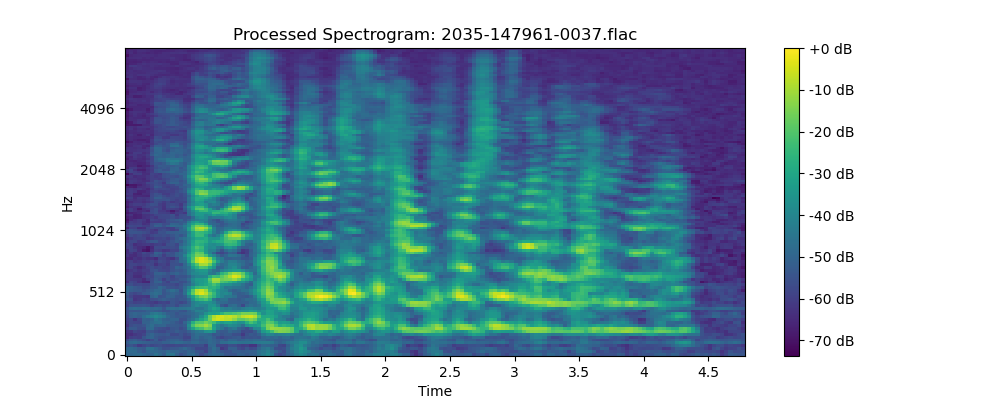 Processed Spectrogram: 2035-147961-0037.flac
Hz
4096
2048
1024
512
0
0 0.5 1 1.5 2 2.5 3 3.5 4 4.5
Time
+0 dB
-10 dB
-20 dB
-30 dB
-40 dB
-50 dB
-60 dB
-70 dB